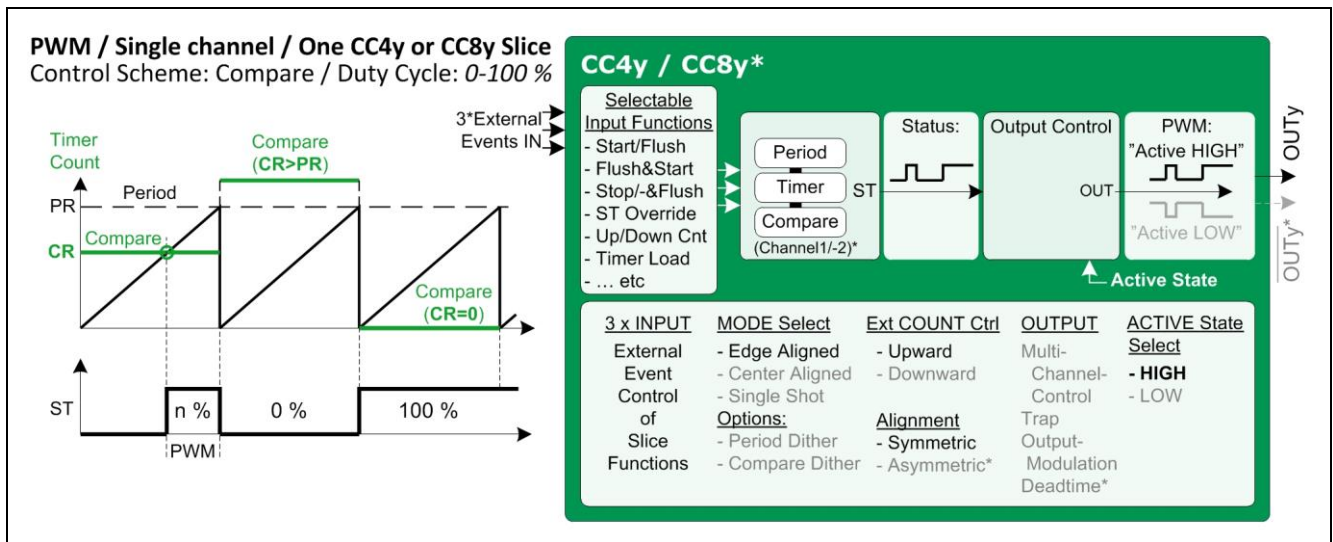 PWM / Single channel / One CC4y or CC8y Slice
Control Scheme: Compare / Duty Cycle: 0-100 %
Timer
Count
Compare
(CR>PR)
Period
PR
Compare
CR
Compare
(CR=0)
ST
n %
0 %
100 %
PWM
3*External
Events IN
CC4y / CC8y*
Selectable
Input Functions
- Start/Flush
- Flush&Start
- Stop/-&Flush
- ST Override
- Up/Down Cnt
- Timer Load
- … etc
Period
Timer
Compare
(Channel1/-2)*
ST
Status:
Output Control
OUT
PWM:
"Active HIGH"
"Active LOW"
Active State
OUTy
OUTy*
3 x INPUT
External
Event
Control
of
Slice
Functions
MODE Select
- Edge Aligned
- Center Aligned
- Single Shot
Options:
- Period Dither
- Compare Dither
Ext COUNT Ctrl
- Upward
- Downward
Alignment
- Symmetric
- Asymmetric*
OUTPUT
Multi-
Channel-
Control
Trap
Output-
Modulation
Deadtime*
ACTIVE State
Select
- HIGH
- LOW